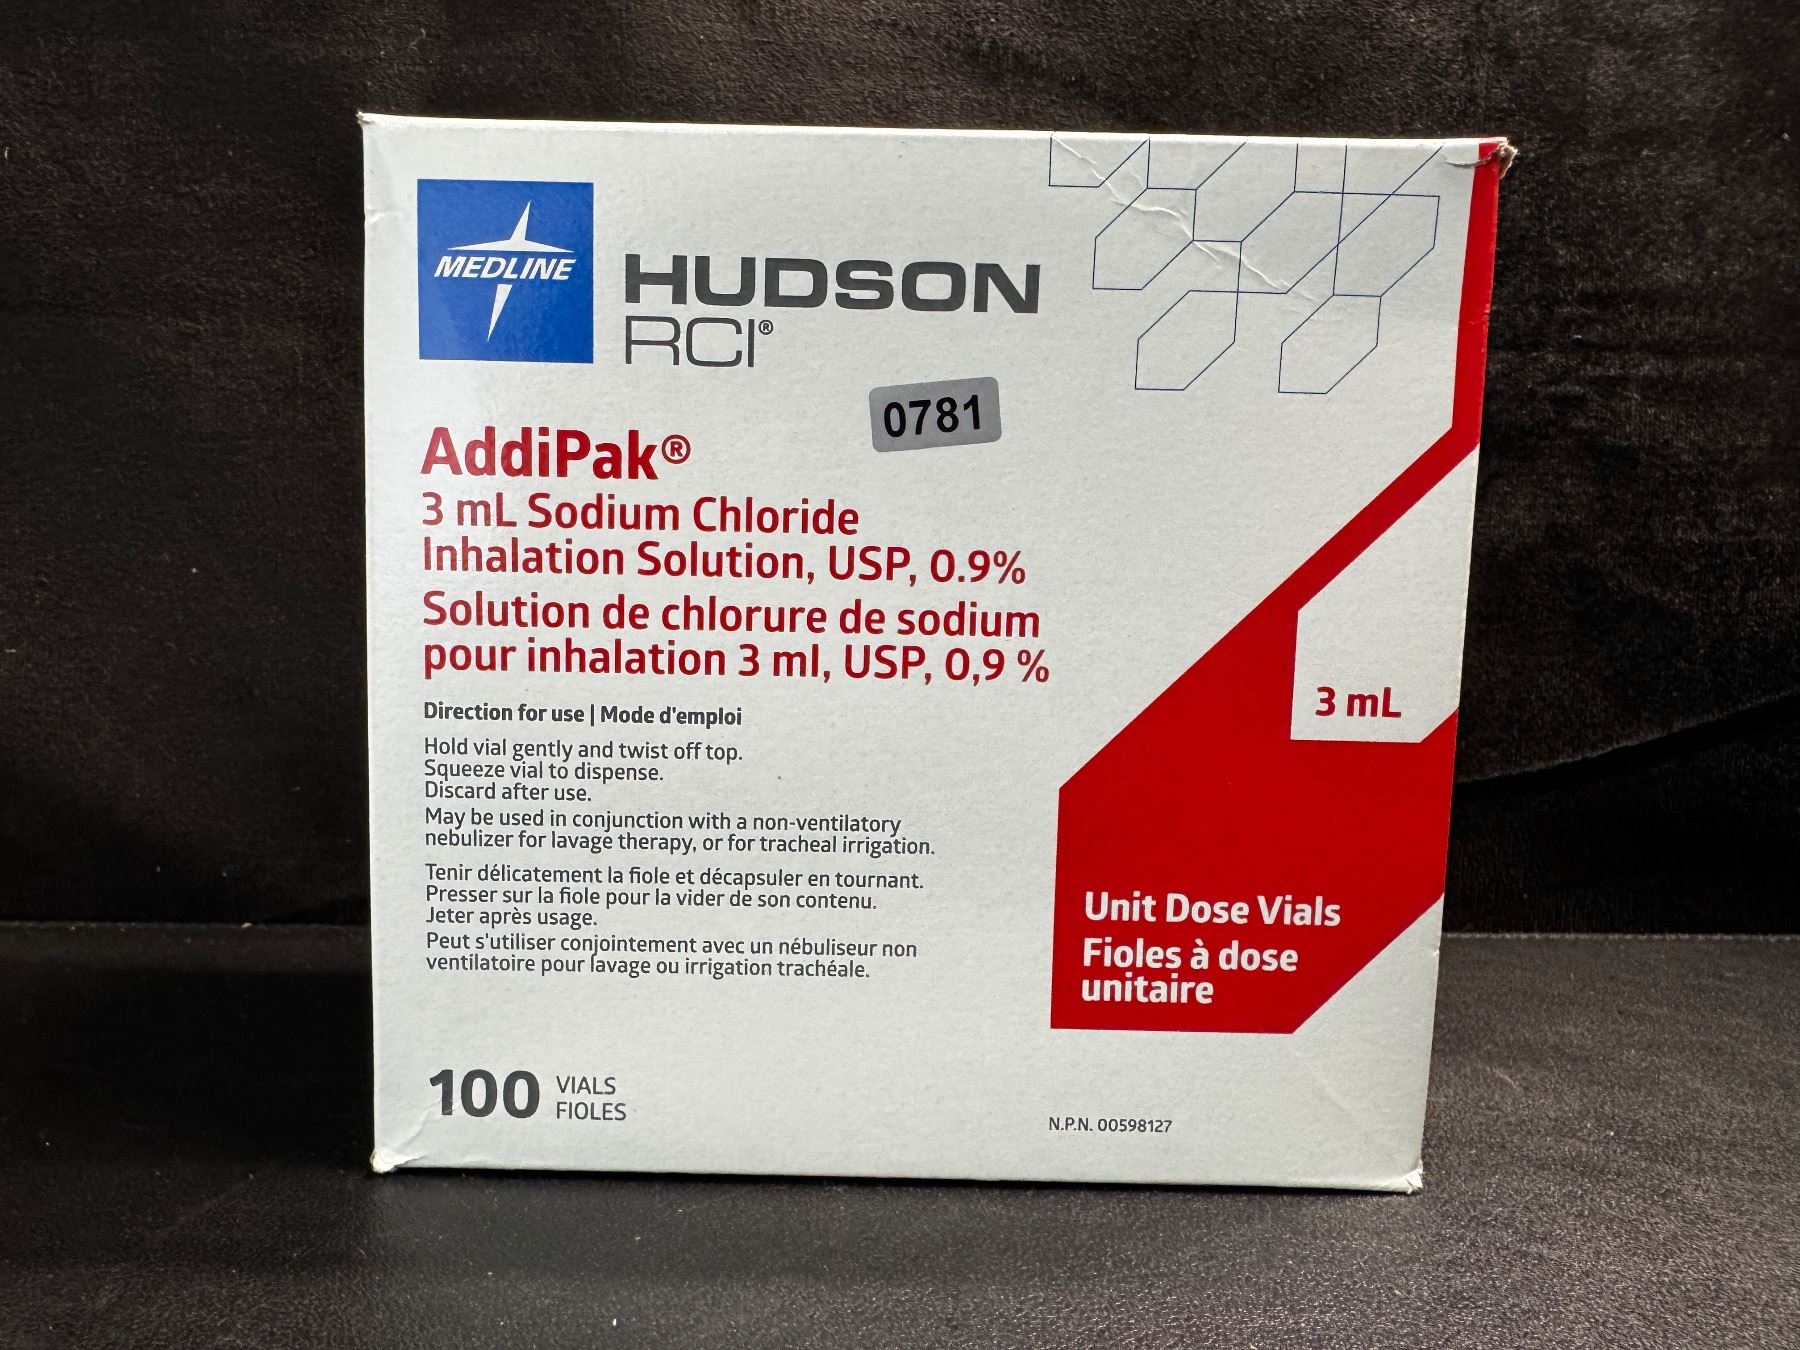 MEDLINE
HUDSON
RCI®
0781
AddiPak®
3 mL Sodium Chloride
Inhalation Solution, USP, 0.9%
Solution de chlorure de sodium
pour inhalation 3 ml, USP, 0,9 %
Direction for use | Mode d'emploi
Hold vial gently and twist off top.
Squeeze vial to dispense.
Discard after use.
May be used in conjunction with a non-ventilatory
nebulizer for lavage therapy, or for tracheal irrigation.
Tenir délicatement la fiole et décapsuler en tournant.
Presser sur la fiole pour la vider de son contenu.
Jeter après usage.
Peut s'utiliser conjointement avec un nébuliseur non
ventilatoire pour lavage ou irrigation trachéale.
3 mL
Unit Dose Vials
Fioles à dose
unitaire
100 VIALS
FIOLES
N.P.N. 00598127